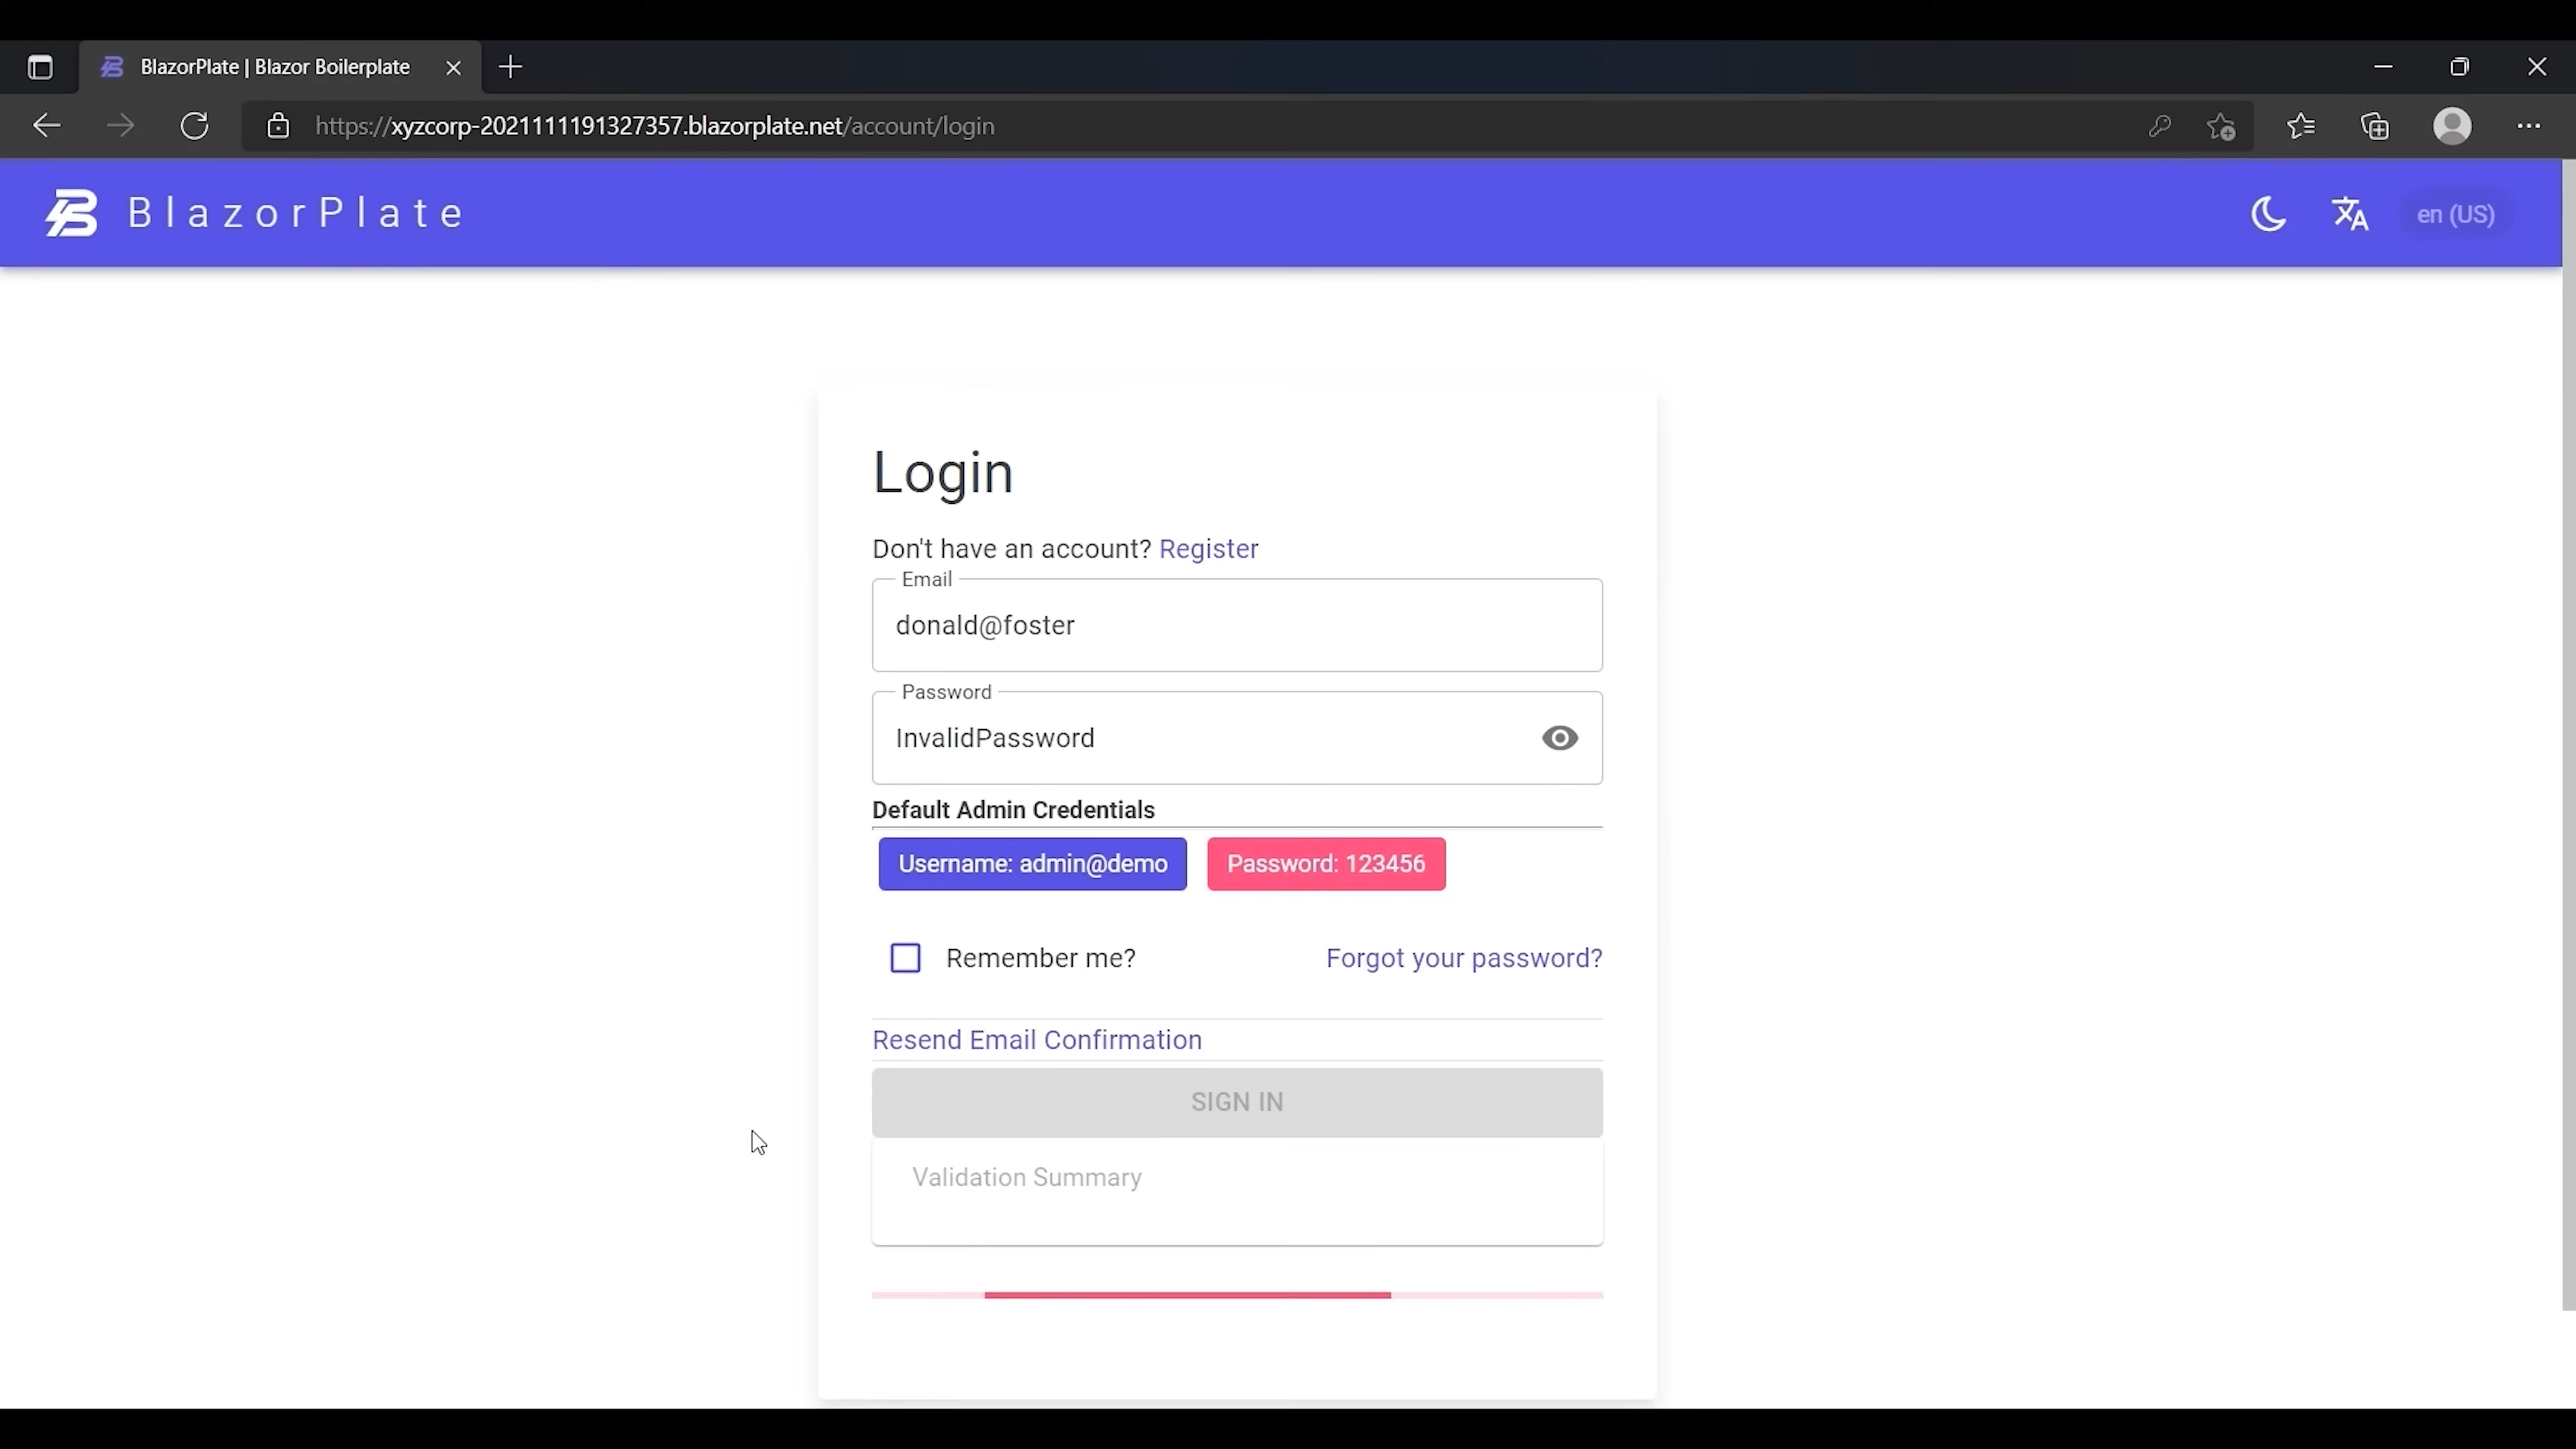 BlazorPlate | Blazor Boilerplate
https://xyzcorp-2021111191327357.blazorplate.net/account/login
BlazorPlate
en (US)
Login
Don't have an account? Register
Email
donald@foster
Password
InvalidPassword
Default Admin Credentials
Username: admin@demo Password: 123456
Remember me? Forgot your password?
Resend Email Confirmation
SIGN IN
Validation Summary